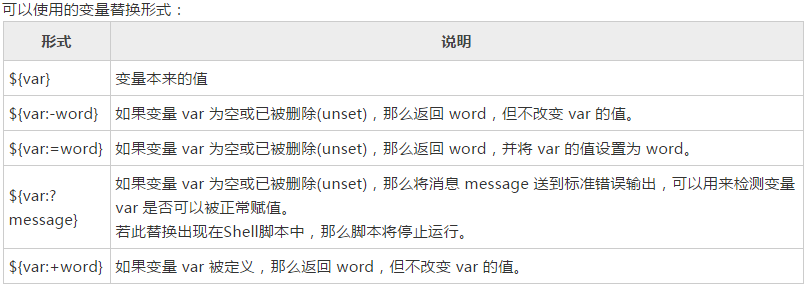 可以使用的变量替换形式：
形式 说明
${var} 变量本来的值
${var:-word} 如果变量 var 为空或已被删除(unset)，那么返回 word，但不改变 var 的值。
${var:=word} 如果变量 var 为空或已被删除(unset)，那么返回 word，并将 var 的值设置为 word。
${var:?
message}
如果变量 var 为空或已被删除(unset)，那么将消息 message 送到标准错误输出，可以用来检测变量
var 是否可以被正常赋值。
若此替换出现在Shell脚本中，那么脚本将停止运行。
${var:+word} 如果变量 var 被定义，那么返回 word，但不改变 var 的值。